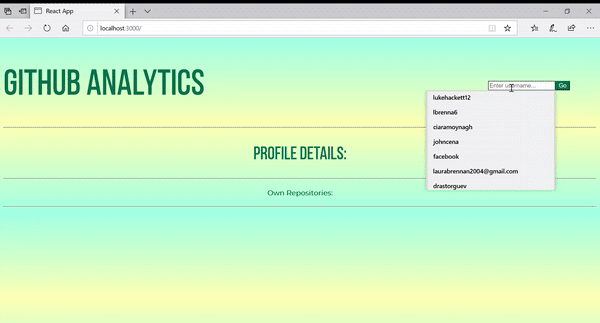 React App
localhost:3000/
GITHUB ANALYTICS
Enter username...
Go
lukehackett12
lbrenna6
ciaramoynagh
johncena
facebook
laurabrennan2004@gmail.com
drastorguev
PROFILE DETAILS:
Own Repositories: